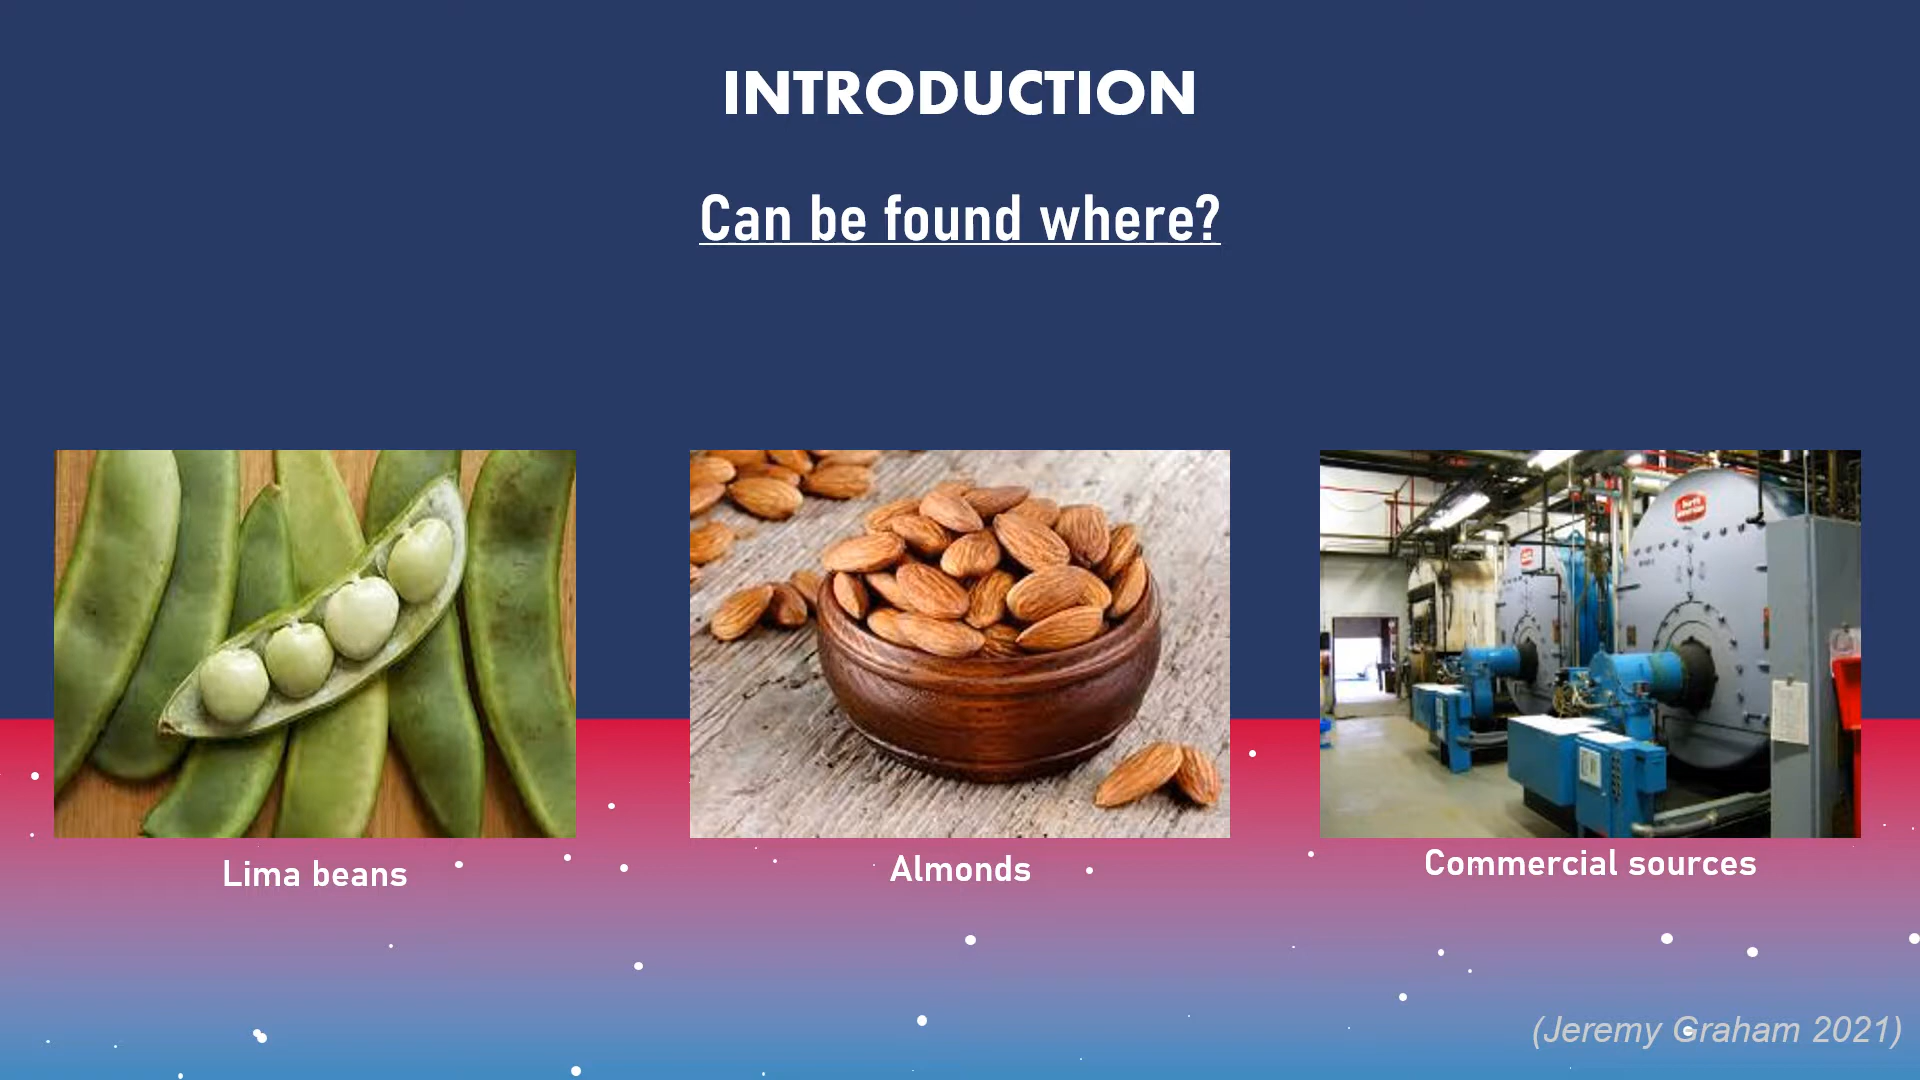 INTRODUCTION
Can be found where?
Lima beans
Almonds
Commercial sources
(Jeremy Graham 2021)